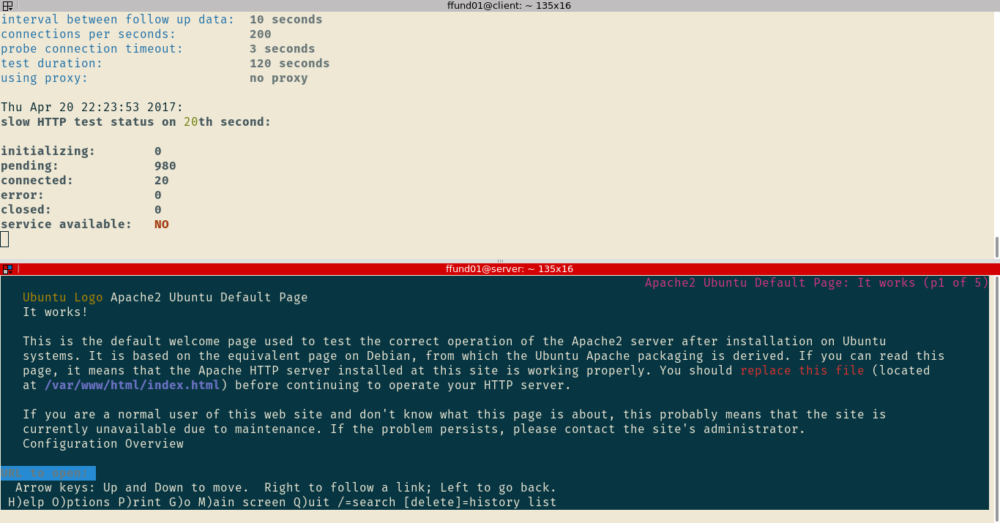 ffund01@client: ~ 135x16
interval between follow up data:  10 seconds
connections per seconds:          200
probe connection timeout:         3 seconds
test duration:                    120 seconds
using proxy:                      no proxy
Thu Apr 20 22:23:53 2017:
slow HTTP test status on 20th second:
initializing:        0
pending:             980
connected:           20
error:               0
closed:              0
service available:   NO
ffund01@server: ~ 135x16
Apache2 Ubuntu Default Page: It works (p1 of 5)
Ubuntu Logo Apache2 Ubuntu Default Page
It works!
This is the default welcome page used to test the correct operation of the Apache2 server after installation on Ubuntu
systems. It is based on the equivalent page on Debian, from which the Ubuntu Apache packaging is derived. If you can read this
page, it means that the Apache HTTP server installed at this site is working properly. You should replace this file (located
at /var/www/html/index.html) before continuing to operate your HTTP server.
If you are a normal user of this web site and don't know what this page is about, this probably means that the site is
currently unavailable due to maintenance. If the problem persists, please contact the site's administrator.
Configuration Overview
URL to open:
Arrow keys: Up and Down to move.  Right to follow a link; Left to go back.
H)elp O)ptions P)rint G)o M)ain screen Q)uit /=search [delete]=history list